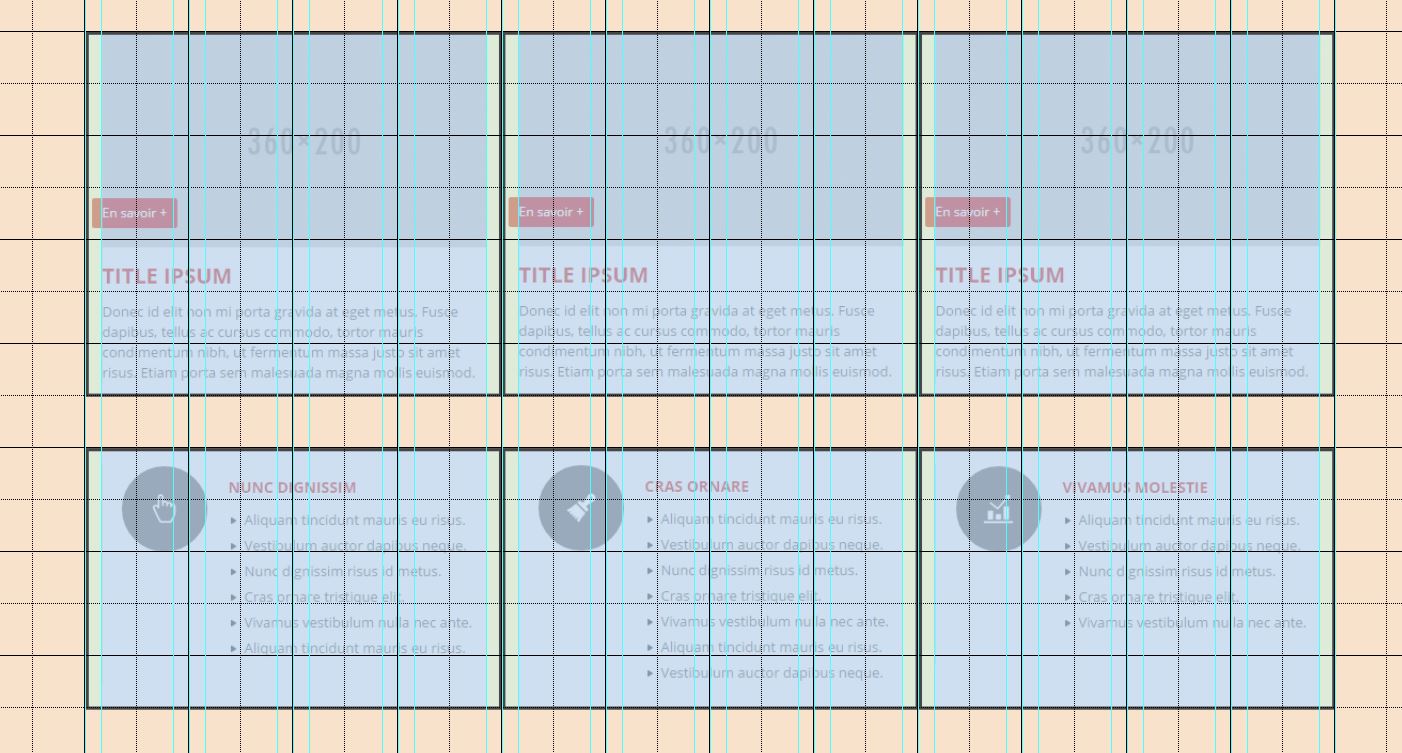 360×200
En savoir +
TITLE IPSUM
Donec id elit non mi porta gravida at eget metus. Fusce
dapibus, tellus ac cursus commodo, tortor mauris
condimentum nibh, ut fermentum massa justo sit amet
risus. Etiam porta sem malesuada magna mollis euismod.
360×200
En savoir +
TITLE IPSUM
Donec id elit non mi porta gravida at eget metus. Fusce
dapibus, tellus ac cursus commodo, tortor mauris
condimentum nibh, ut fermentum massa justo sit amet
risus. Etiam porta sem malesuada magna mollis euismod.
360×200
En savoir +
TITLE IPSUM
Donec id elit non mi porta gravida at eget metus. Fusce
dapibus, tellus ac cursus commodo, tortor mauris
condimentum nibh, ut fermentum massa justo sit amet
risus. Etiam porta sem malesuada magna mollis euismod.
NUNC DIGNISSIM
Aliquam tincidunt mauris eu risus.
Vestibulum auctor dapibus neque.
Nunc dignissim risus id metus.
Cras ornare tristique elit.
Vivamus vestibulum nulla nec ante.
Aliquam tincidunt mauris eu risus.
CRAS ORNARE
Aliquam tincidunt mauris eu risus.
Vestibulum auctor dapibus neque.
Nunc dignissim risus id metus.
Cras ornare tristique elit.
Vivamus vestibulum nulla nec ante.
Aliquam tincidunt mauris eu risus.
Vestibulum auctor dapibus neque.
VIVAMUS MOLESTIE
Aliquam tincidunt mauris eu risus.
Vestibulum auctor dapibus neque.
Nunc dignissim risus id metus.
Cras ornare tristique elit.
Vivamus vestibulum nulla nec ante.